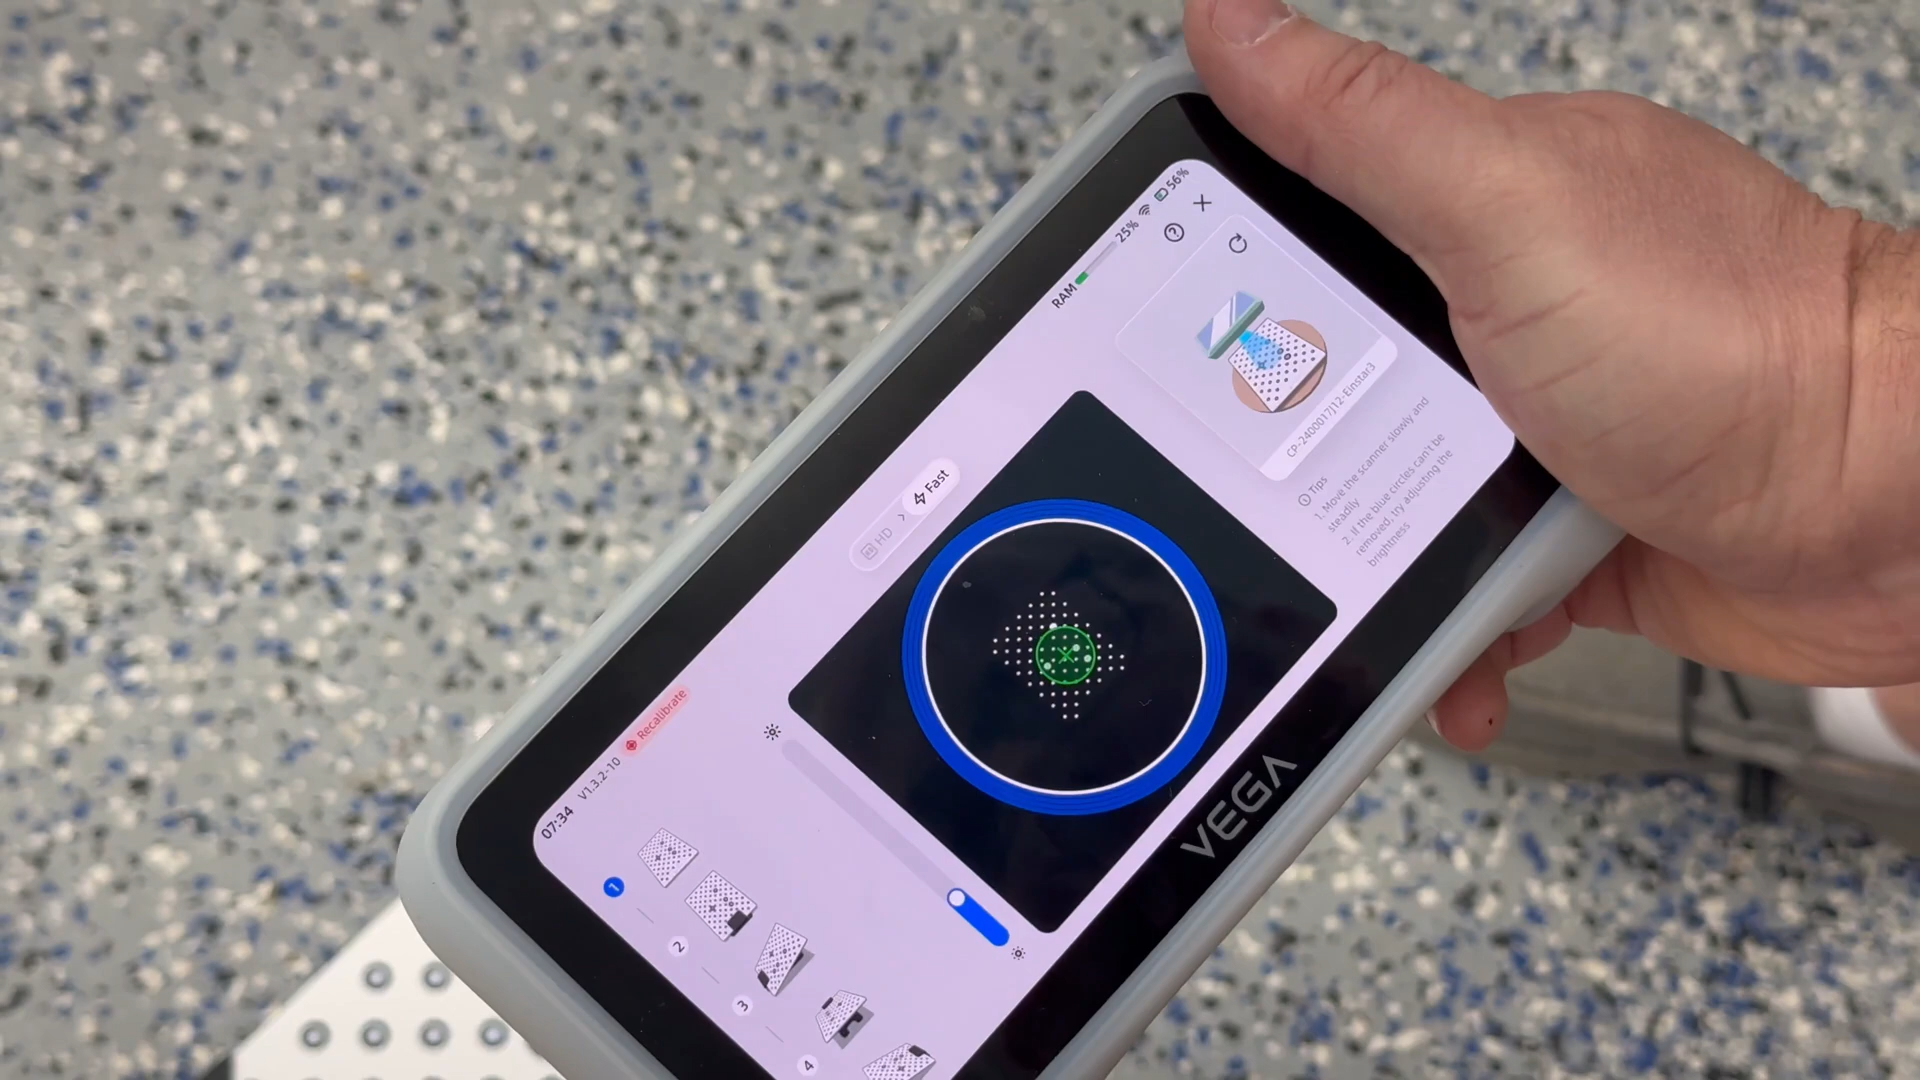 07:34 V1.3.2-10 Recalibrate
RAM 25% 56%
HD > Fast
1
2
3
4
CP-2400017J12-Einstar3
Tips
1. Move the scanner slowly and
steadily
2. If the blue circles can't be
removed, try adjusting the
brightness
VEGA